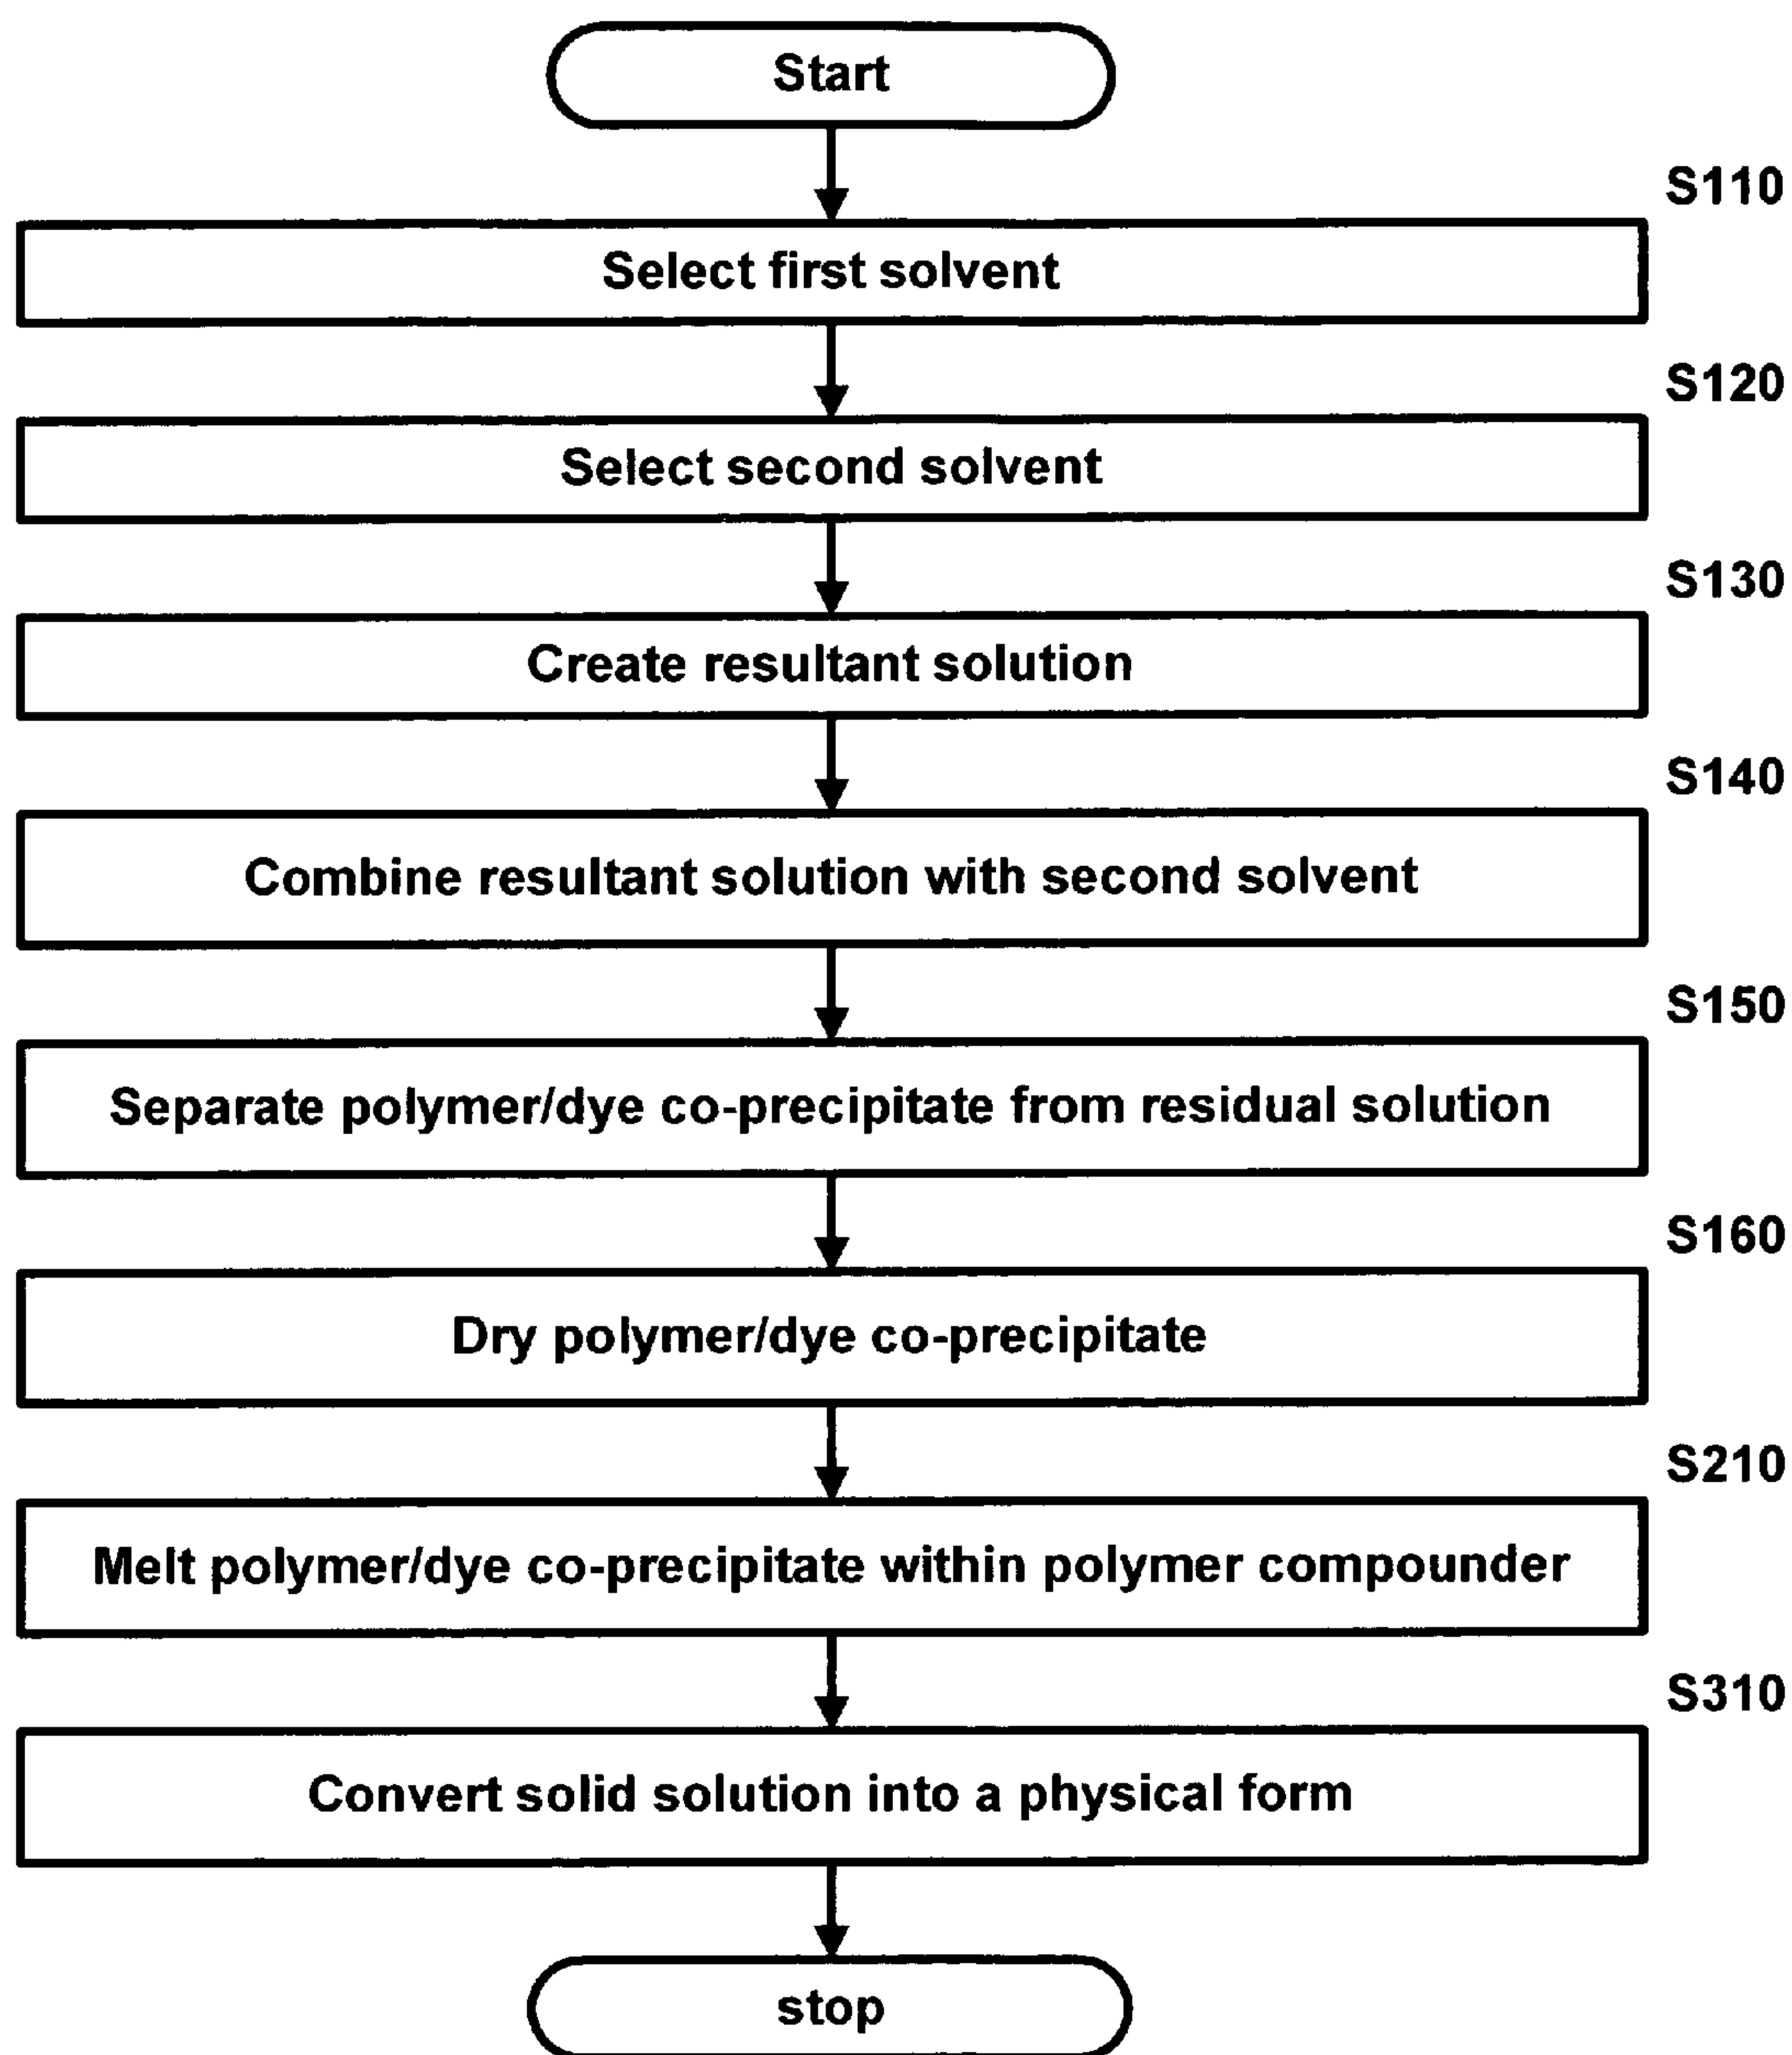 Start
S110
Select first solvent
S120
Select second solvent
S130
Create resultant solution
S140
Combine resultant solution with second solvent
S150
Separate polymer/dye co-precipitate from residual solution
S160
Dry polymer/dye co-precipitate
S210
Melt polymer/dye co-precipitate within polymer compounder
S310
Convert solid solution into a physical form
stop